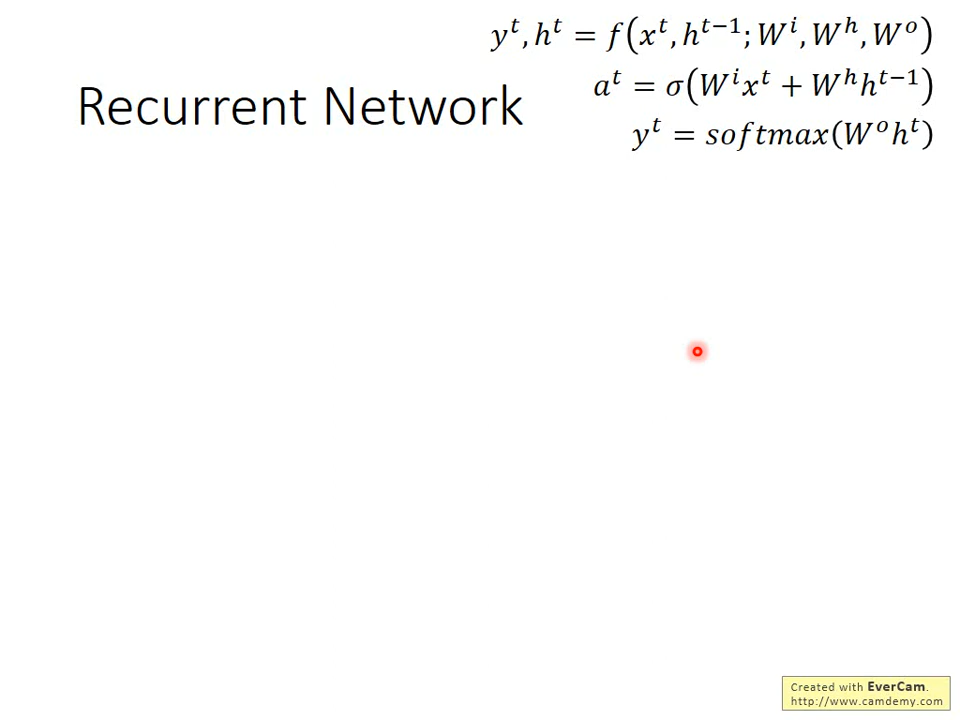 y^t, h^t = f(x^t, h^{t−1}; W^i, W^h, W^o)
Recurrent Network
a^t = σ(W^i x^t + W^h h^{t−1})
y^t = softmax(W^o h^t)
Created with EverCam.
http://www.camdemy.com